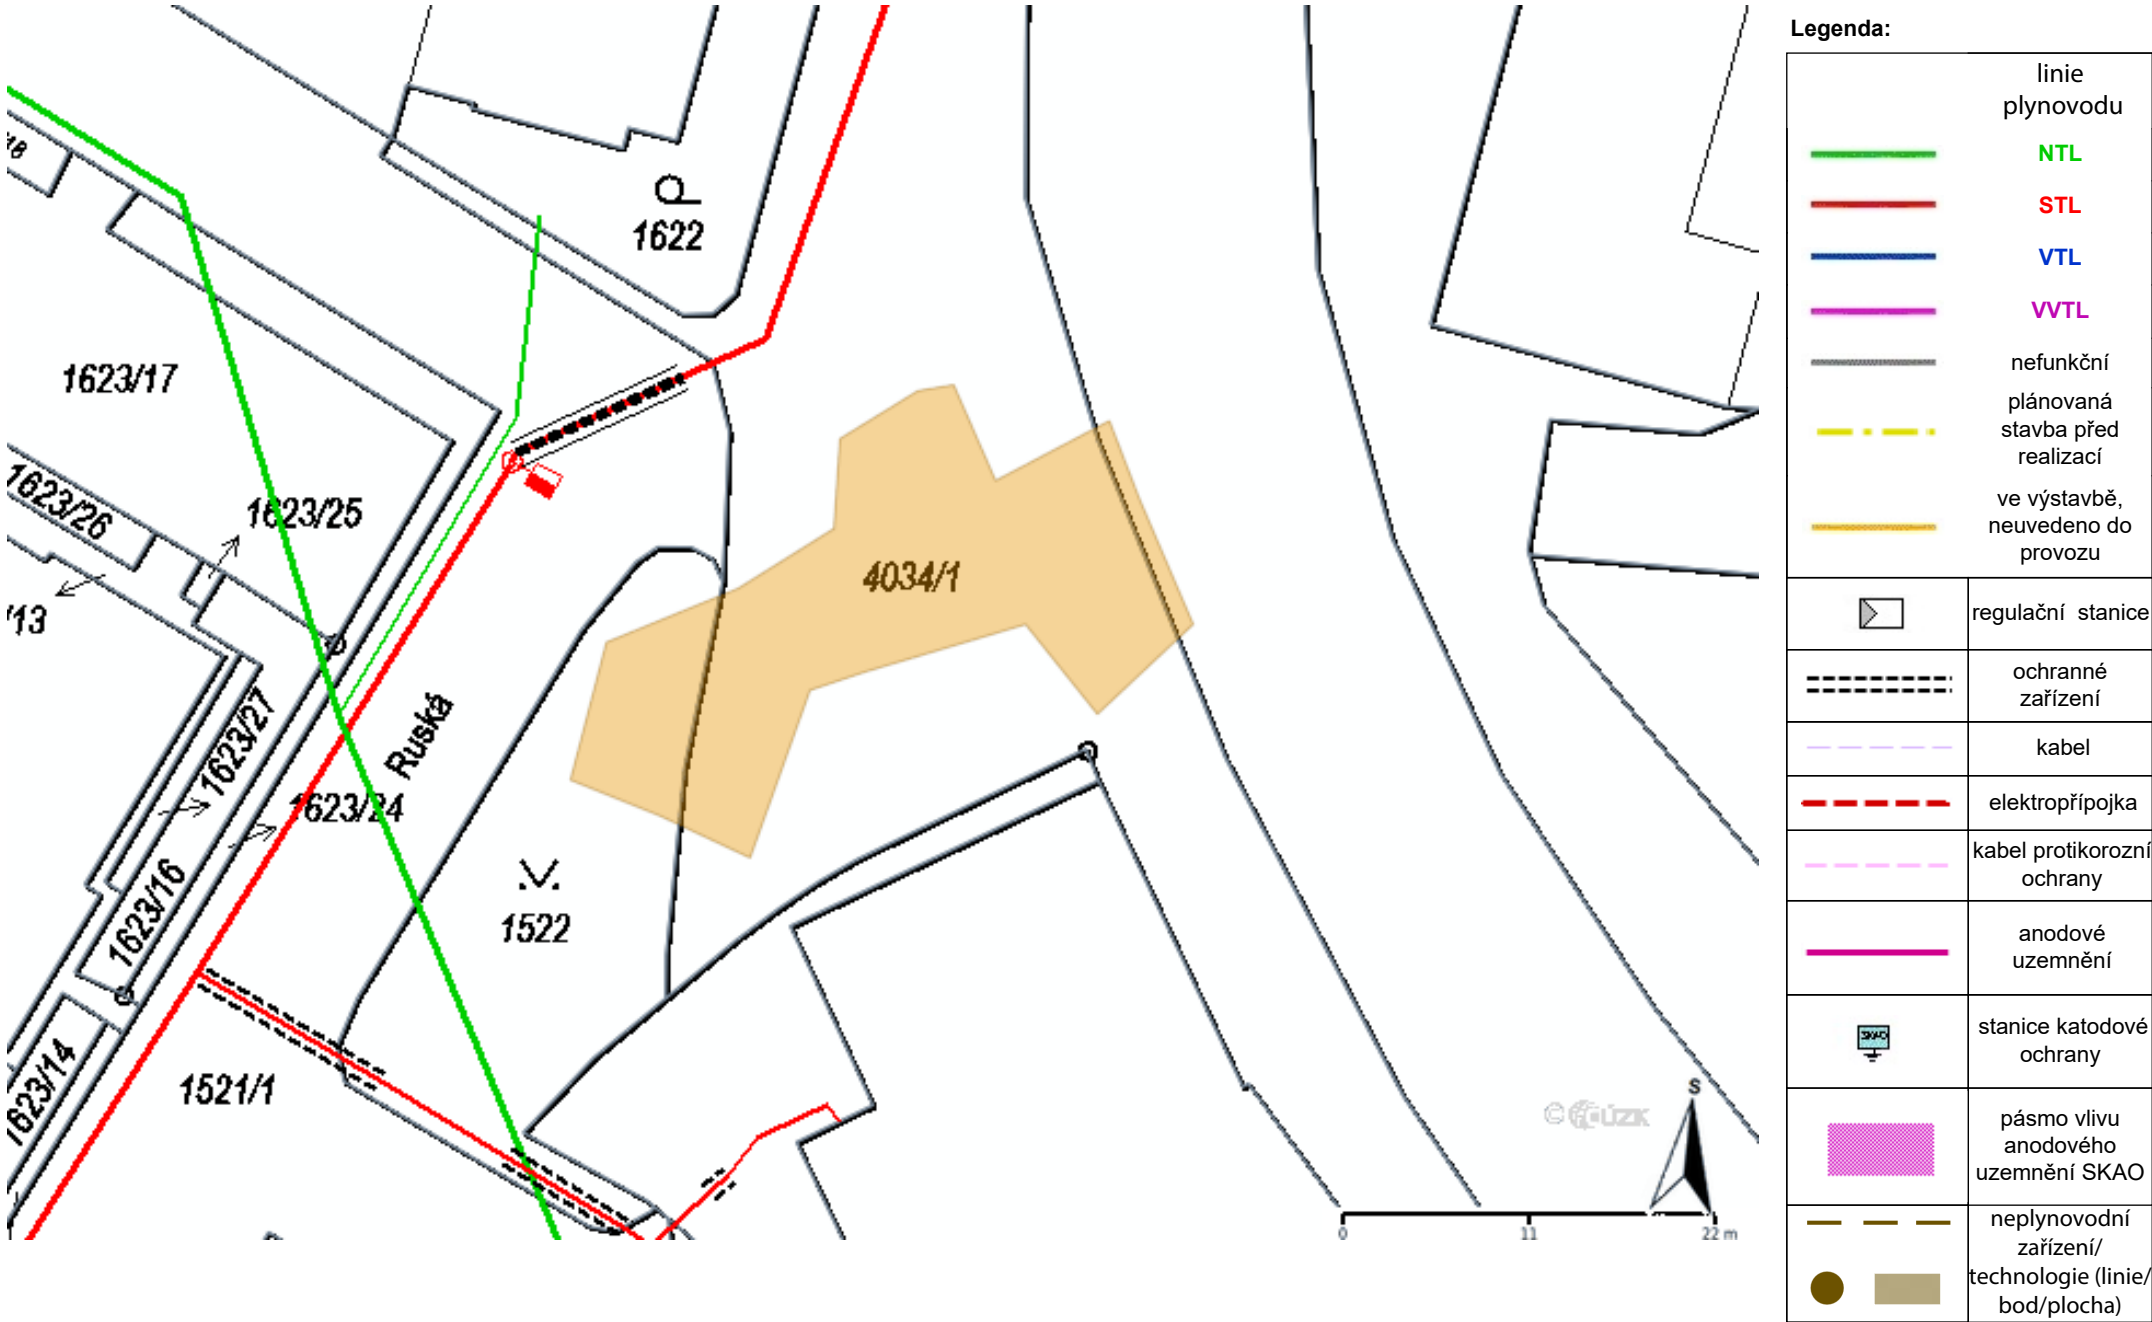 Legenda:
linie
plynovodu
NTL
STL
VTL
VVTL
nefunkční
plánovaná
stavba před
realizací
ve výstavbě,
neuvedeno do
provozu
regulační stanice
ochranné
zařízení
kabel
elektropřípojka
kabel protikorozní
ochrany
anodové
uzemnění
SKAO
stanice katodové
ochrany
pásmo vlivu
anodového
uzemnění SKAO
neplynovodní
zařízení/
technologie (linie/
bod/plocha)
1622
1623/17
1623/25
1623/26
/13
4034/1
Ruská
1623/27
1623/24
1623/16
1522
1623/14
1521/1
© ČÚZK
S
0
11
22 m